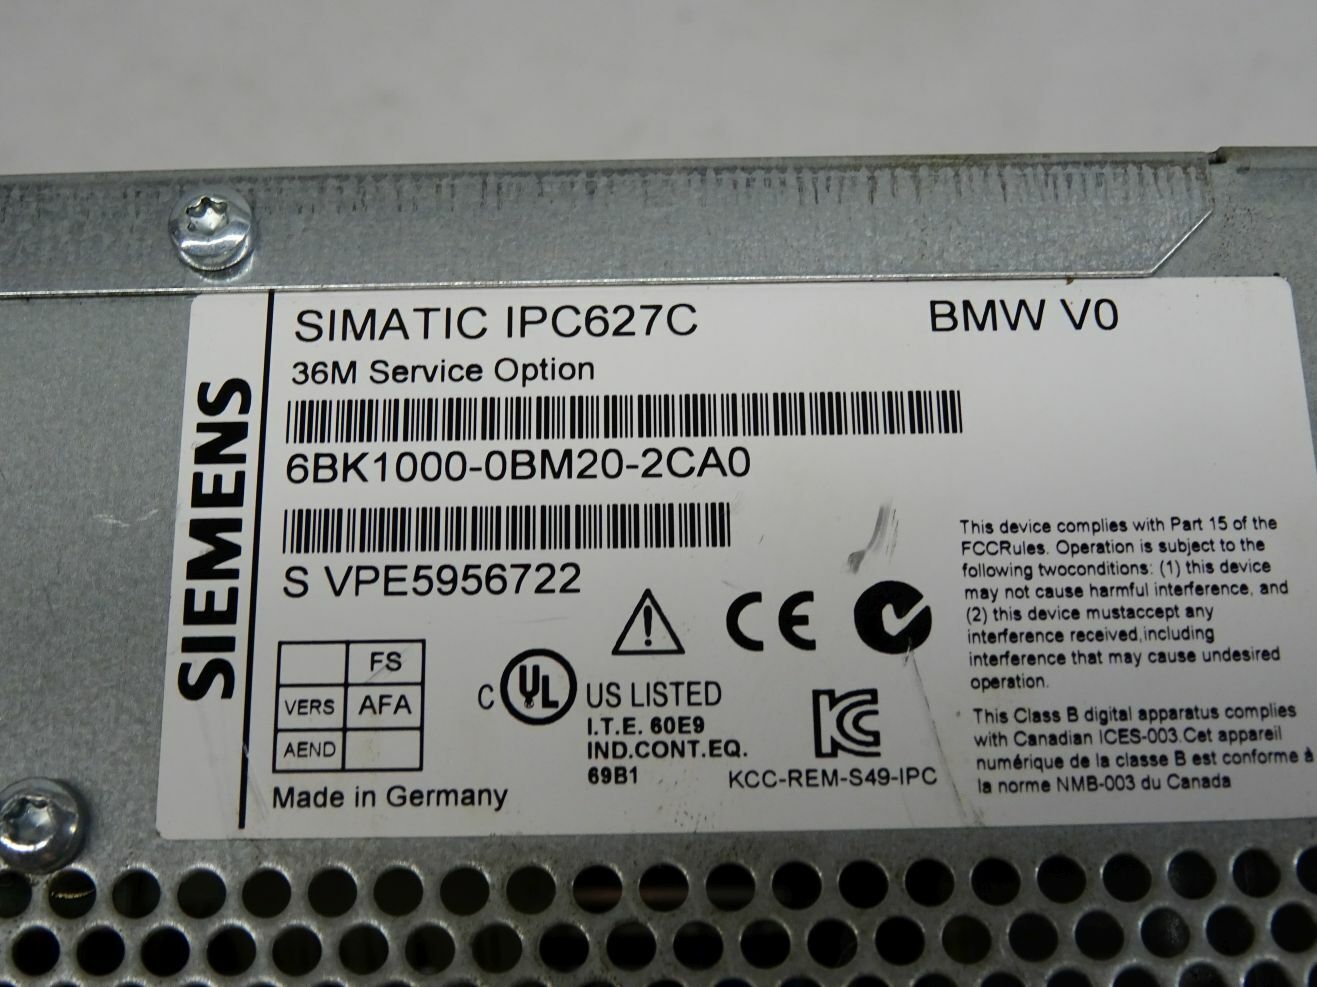 SIEMENS
SIMATIC IPC627C
BMW V0
36M Service Option
6BK1000-0BM20-2CA0
S VPE5956722
FS
VERS AFA
AEND
Made in Germany
C UL US LISTED
I.T.E. 60E9
IND.CONT.EQ.
69B1
CE
KCC-REM-S49-IPC
This device complies with Part 15 of the
FCCRules. Operation is subject to the
following twoconditions: (1) this device
may not cause harmful interference, and
(2) this device mustaccept any
interference received,including
interference that may cause undesired
operation.
This Class B digital apparatus complies
with Canadian ICES-003.Cet appareil
numérique de la classe B est conforme à
la norme NMB-003 du Canada